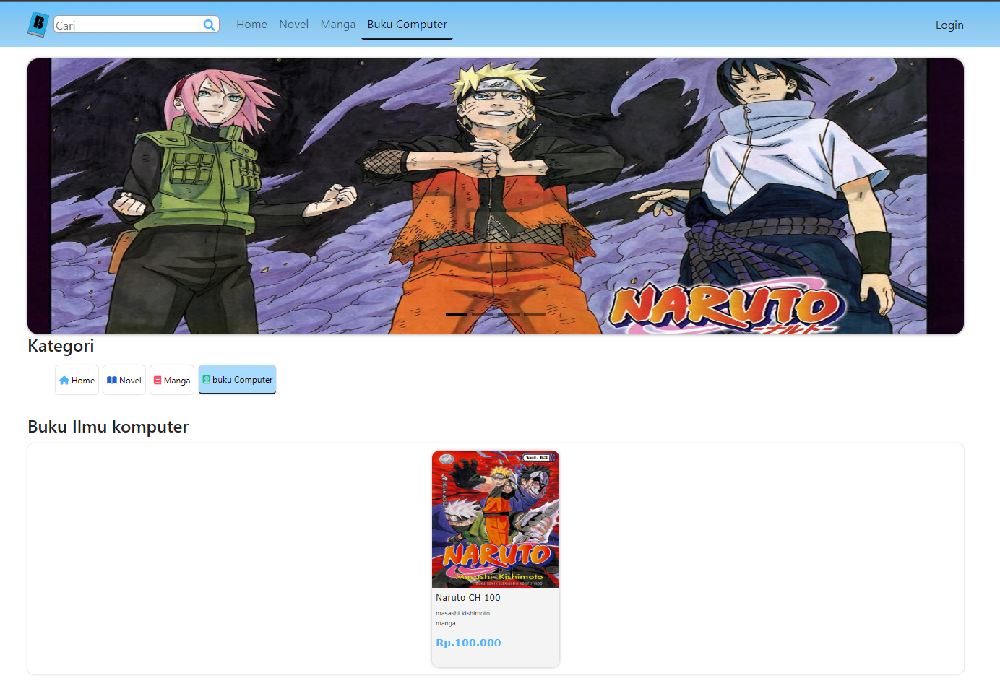 B
Cari
Home
Novel
Manga
Buku Computer
Login
NARUTO
-ナルト-
Kategori
Home
Novel
Manga
buku Computer
Buku Ilmu komputer
Vol. 63
NARUTO
Masashi Kishimoto
Naruto CH 100
masashi kishimoto
manga
Rp.100.000